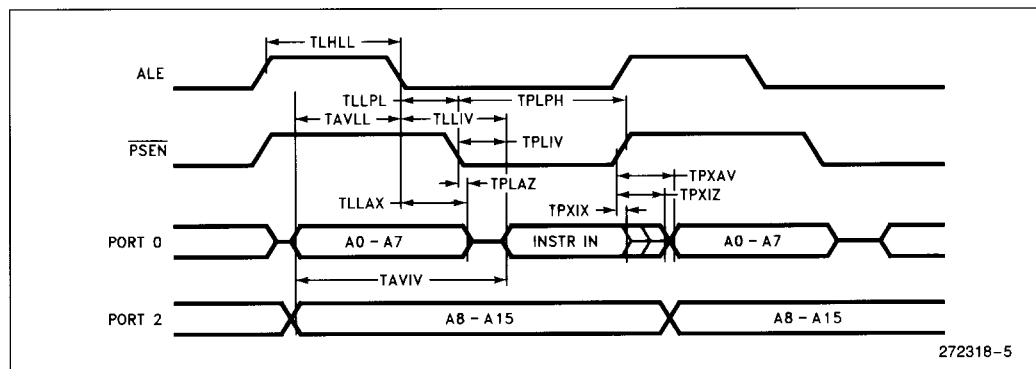 TLHLL
ALE
TLLPL
TPLPH
TAVLL
TLLIV
PSEN
TPLIV
TPLAZ
TPXAV
TPXIZ
TLLAX
TPXIX
PORT 0
A0 - A7
INSTR IN
A0 - A7
TAVIV
PORT 2
A8 - A15
A8 - A15
272318-5